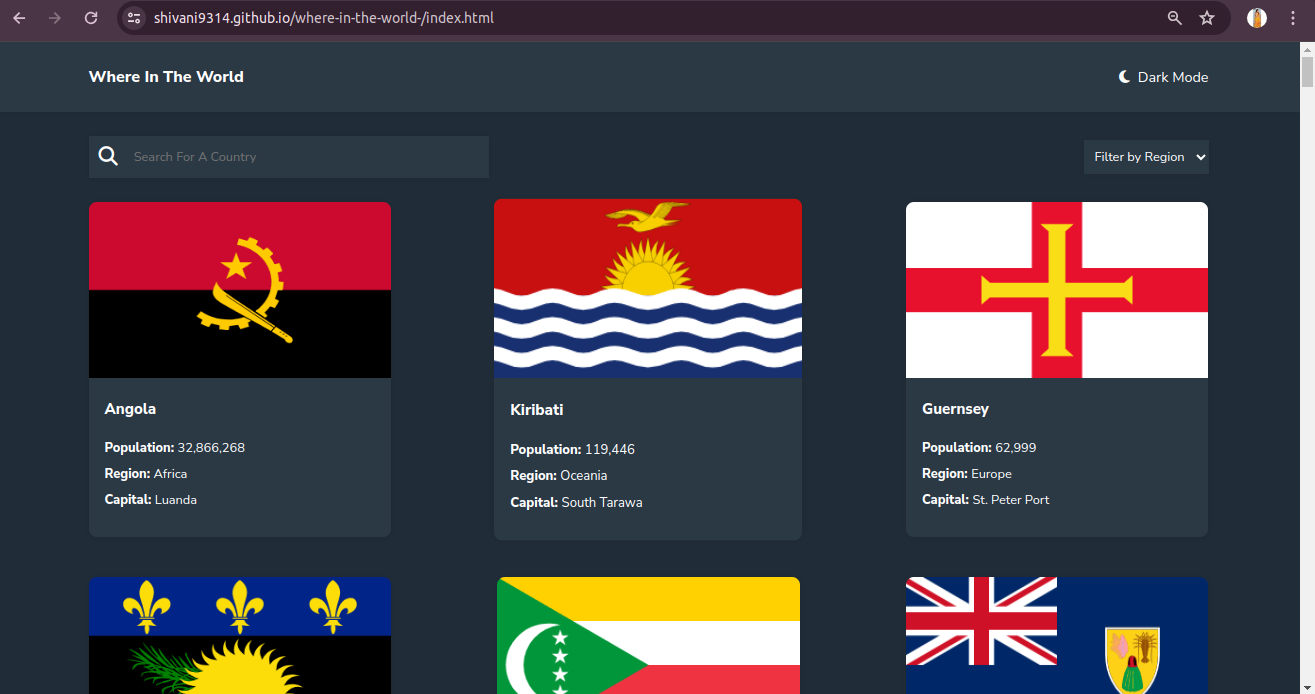 shivani9314.github.io/where-in-the-world-/index.html
Where In The World
Dark Mode
Search For A Country
Filter by Region
Angola
Population: 32,866,268
Region: Africa
Capital: Luanda
Kiribati
Population: 119,446
Region: Oceania
Capital: South Tarawa
Guernsey
Population: 62,999
Region: Europe
Capital: St. Peter Port